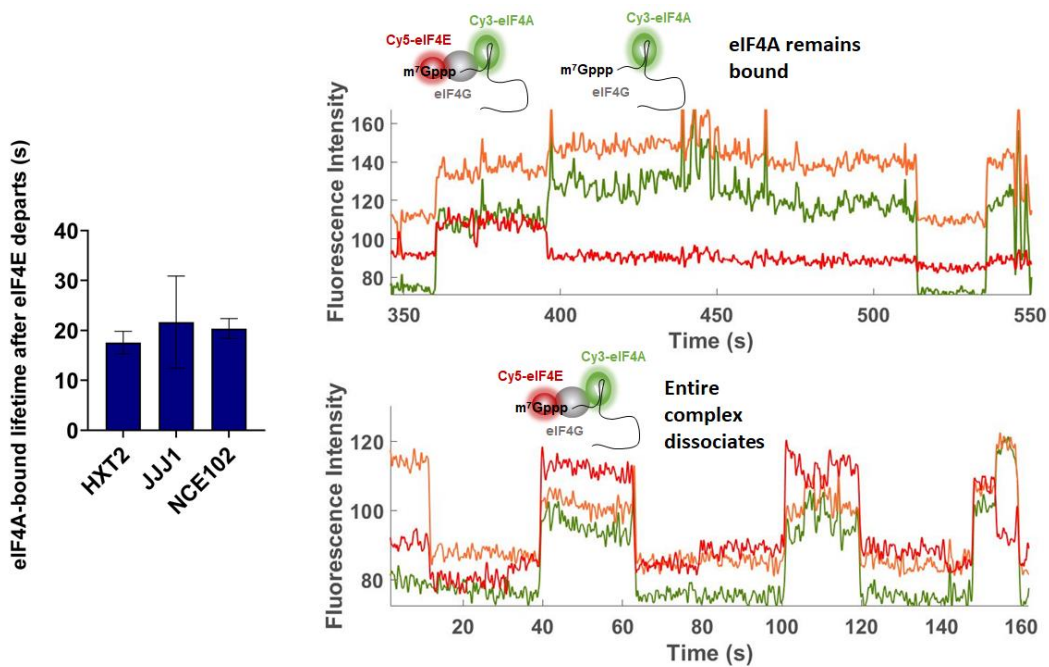 eIF4A-bound lifetime after eIF4E departs (s)
40
30
20
10
0
HXT2
JJJ1
NCE102
Cy3-eIF4A
Cy5-eIF4E
m⁷Gppp
eIF4G
Cy3-eIF4A
m⁷Gppp
eIF4G
eIF4A remains
bound
Fluorescence Intensity
160
140
120
100
80
350
400
450
500
550
Time (s)
Cy3-eIF4A
Cy5-eIF4E
m⁷Gppp
eIF4G
Entire
complex
dissociates
Fluorescence Intensity
120
100
80
20
40
60
80
100
120
140
160
Time (s)